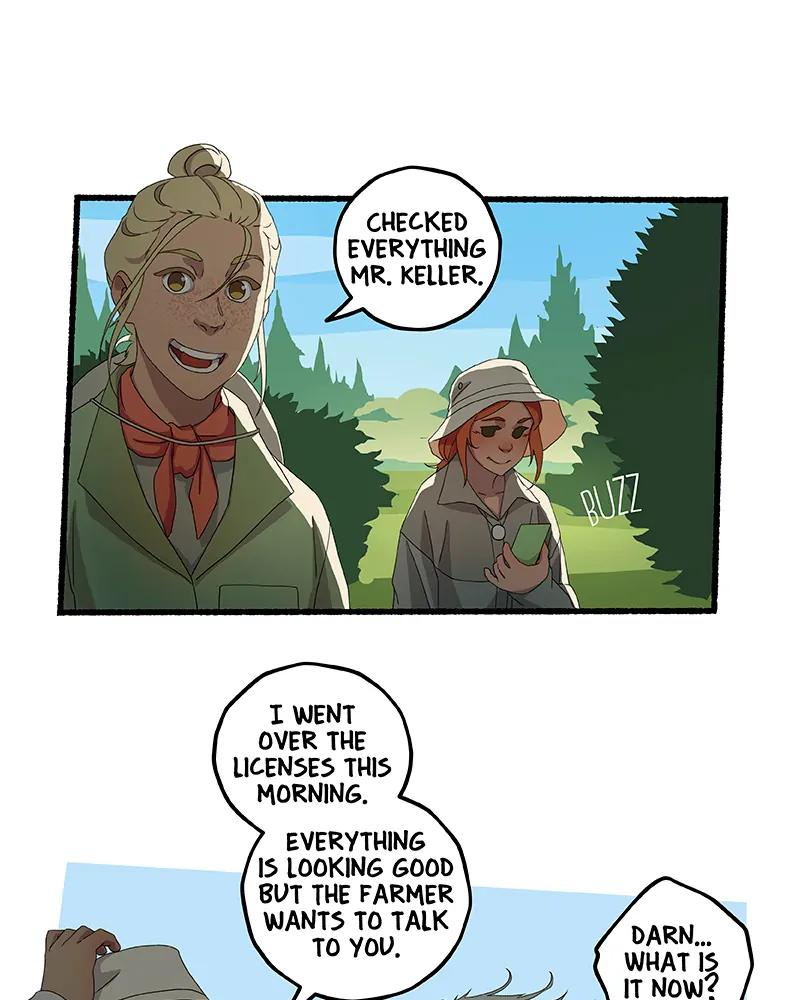 CHECKED
EVERYTHING
MR. KELLER.
BUZZ
I WENT
OVER THE
LICENSES THIS
MORNING.
EVERYTHING
IS LOOKING GOOD
BUT THE FARMER
WANTS TO TALK
TO YOU.
DARN...
WHAT IS
IT NOW?